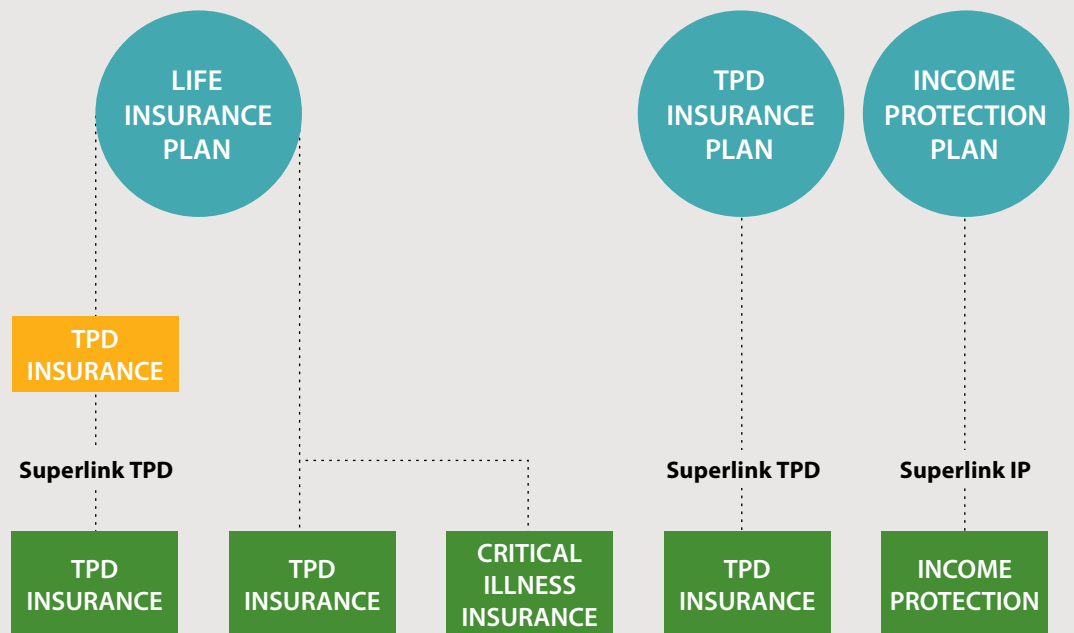 LIFE
INSURANCE
PLAN
TPD
INSURANCE
PLAN
INCOME
PROTECTION
PLAN
TPD
INSURANCE
Superlink TPD
Superlink TPD
Superlink IP
TPD
INSURANCE
TPD
INSURANCE
CRITICAL
ILLNESS
INSURANCE
TPD
INSURANCE
INCOME
PROTECTION